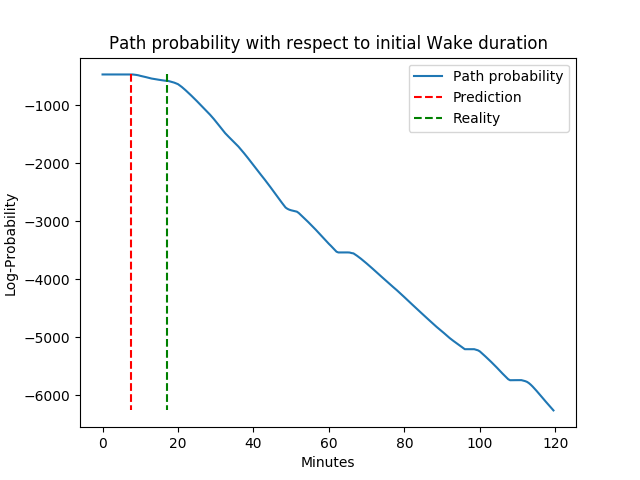 Path probability with respect to initial Wake duration
Path probability
Prediction
Reality
−1000
−2000
−3000
−4000
−5000
−6000
Log-Probability
0 20 40 60 80 100 120
Minutes